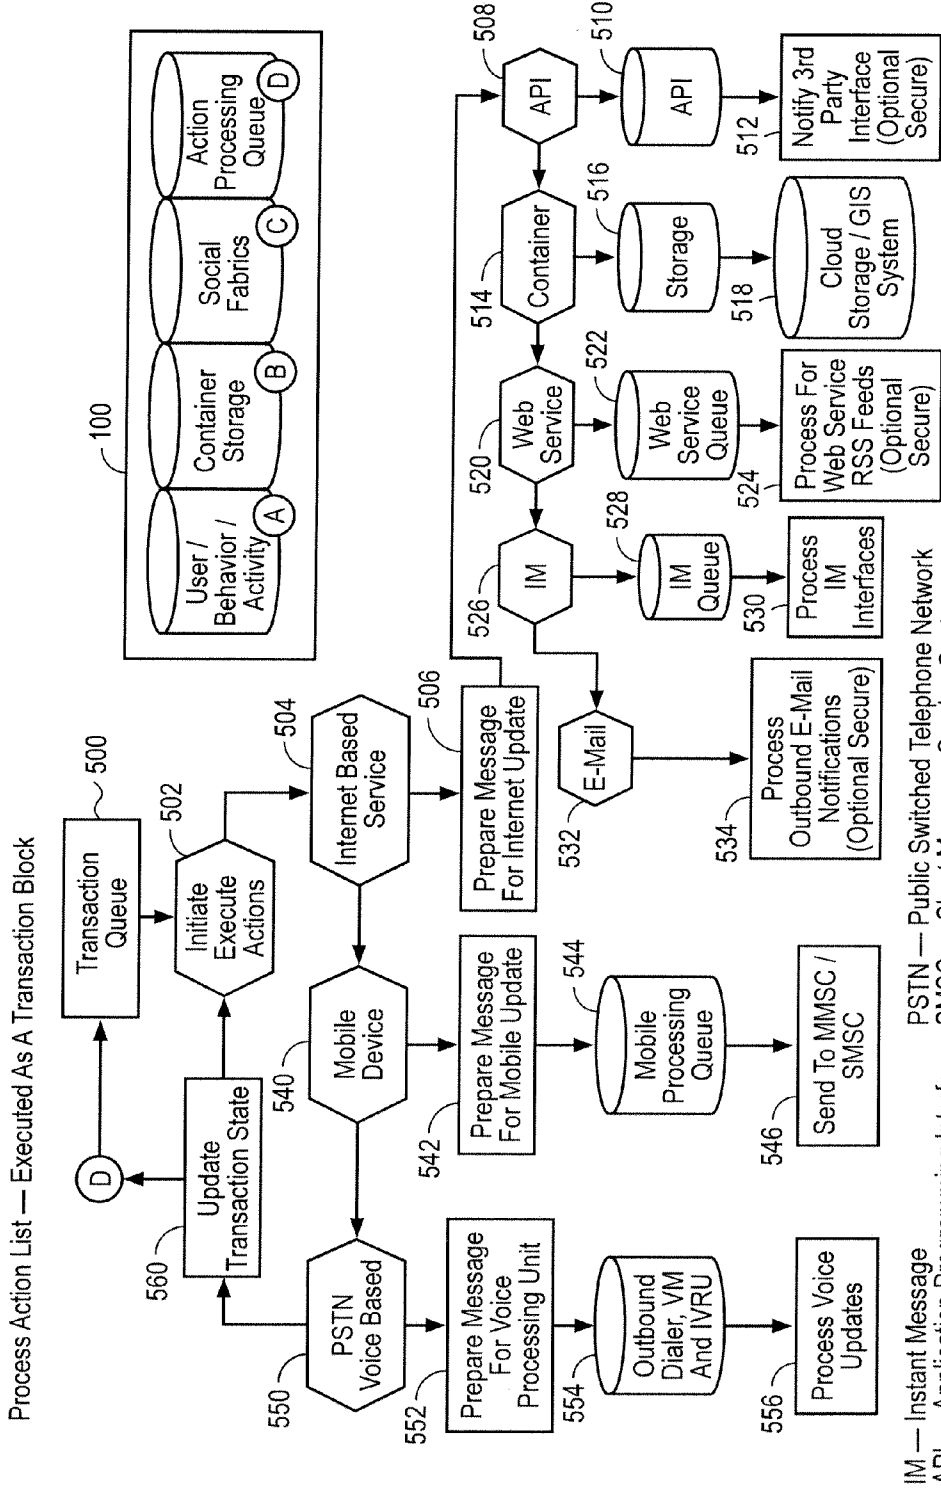 Process Action List — Executed As A Transaction Block
100
User /
Behavior /
Activity
A
Container
Storage
B
Social
Fabrics
C
Action
Processing
Queue
D
D
500
Transaction
Queue
502
Initiate
Execute
Actions
560
Update
Transaction State
504
Internet Based
Service
540
Mobile
Device
550
PSTN
Voice Based
506
Prepare Message
For Internet Update
542
Prepare Message
For Mobile Update
552
Prepare Message
For Voice
Processing Unit
544
Mobile
Processing
Queue
554
Outbound
Dialer, VM
And IVRU
546
Send To MMSC /
SMSC
556
Process Voice
Updates
508
API
510
API
512
Notify 3rd
Party
Interface
(Optional
Secure)
514
Container
516
Storage
518
Cloud
Storage / GIS
System
520
Web
Service
522
Web
Service
Queue
524
Process For
Web Service
RSS Feeds
(Optional
Secure)
526
IM
528
IM
Queue
530
Process
IM
Interfaces
532
E-Mail
534
Process
Outbound E-Mail
Notifications
(Optional Secure)
IM — Instant Message
PSTN — Public Switched Telephone Network